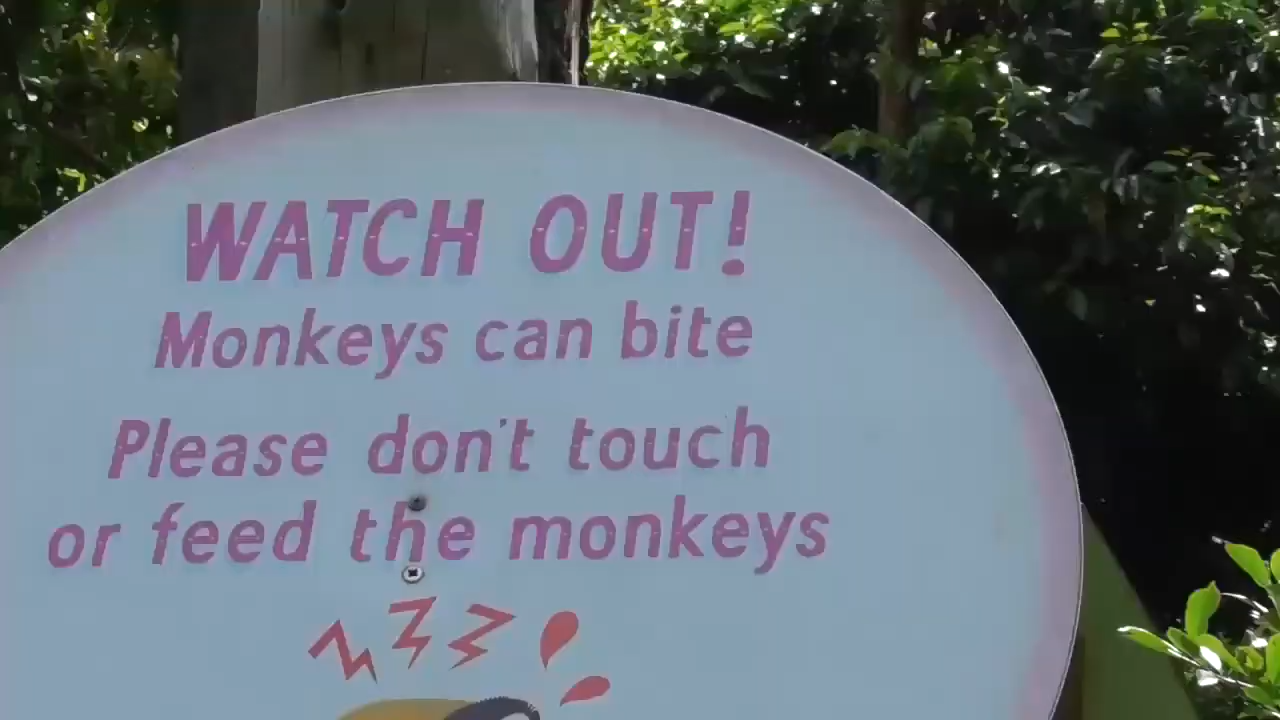 WATCH OUT!
Monkeys can bite
Please don't touch
or feed the monkeys